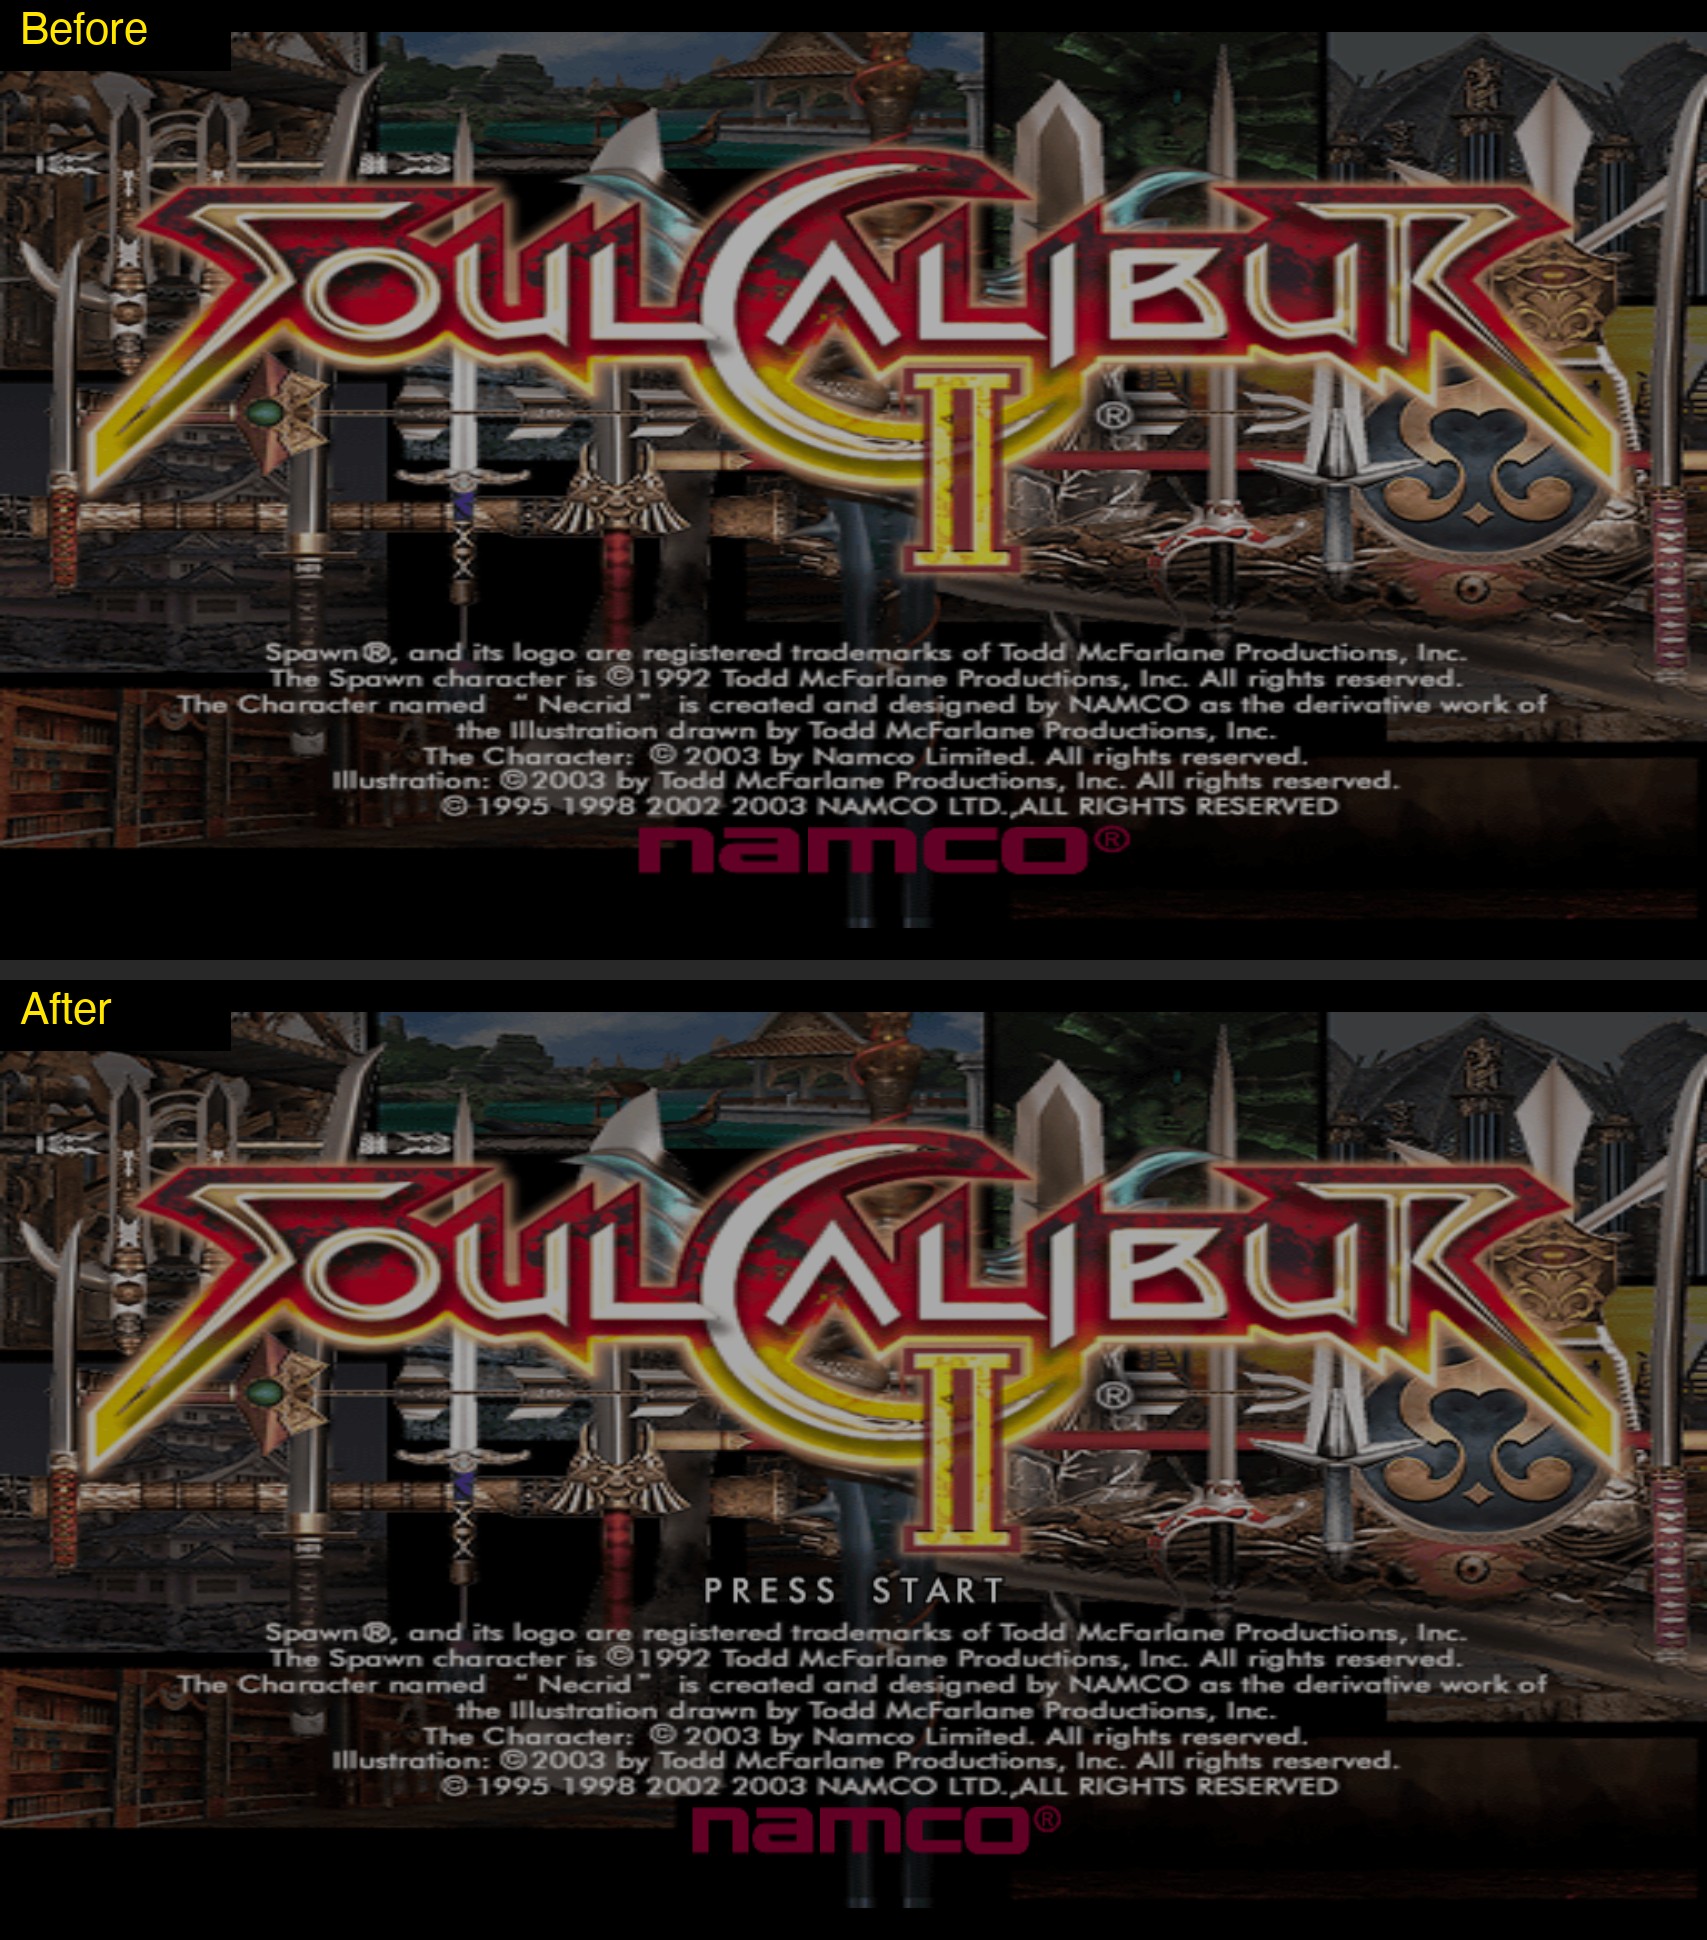 Before
SOULCALIBUR
II
®
Spawn®, and its logo are registered trademarks of Todd McFarlane Productions, Inc.
The Spawn character is ©1992 Todd McFarlane Productions, Inc. All rights reserved.
The Character named “ Necrid ” is created and designed by NAMCO as the derivative work of
the Illustration drawn by Todd McFarlane Productions, Inc.
The Character: © 2003 by Namco Limited. All rights reserved.
Illustration: ©2003 by Todd McFarlane Productions, Inc. All rights reserved.
© 1995 1998 2002 2003 NAMCO LTD.,ALL RIGHTS RESERVED
namco®
After
SOULCALIBUR
II
®
PRESS START
Spawn®, and its logo are registered trademarks of Todd McFarlane Productions, Inc.
The Spawn character is ©1992 Todd McFarlane Productions, Inc. All rights reserved.
The Character named “ Necrid ” is created and designed by NAMCO as the derivative work of
the Illustration drawn by Todd McFarlane Productions, Inc.
The Character: © 2003 by Namco Limited. All rights reserved.
Illustration: ©2003 by Todd McFarlane Productions, Inc. All rights reserved.
© 1995 1998 2002 2003 NAMCO LTD.,ALL RIGHTS RESERVED
namco®